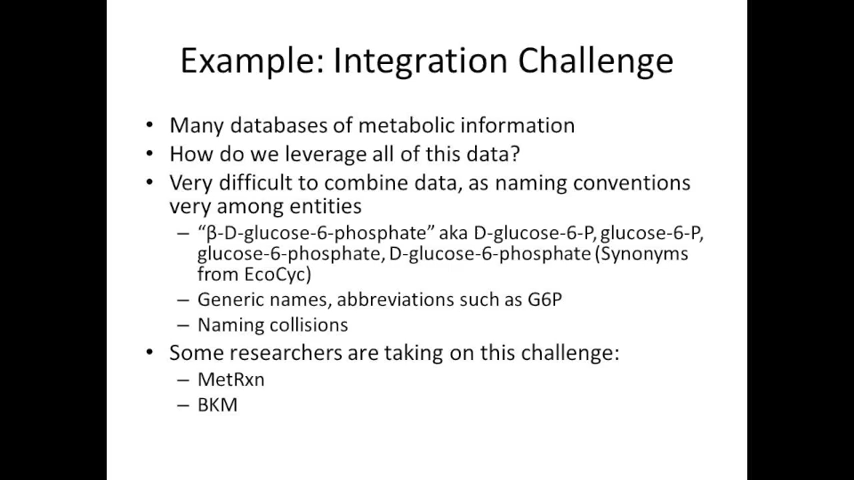 Example: Integration Challenge
• Many databases of metabolic information
• How do we leverage all of this data?
• Very difficult to combine data, as naming conventions
very among entities
– “β-D-glucose-6-phosphate” aka D-glucose-6-P, glucose-6-P,
glucose-6-phosphate, D-glucose-6-phosphate (Synonyms
from EcoCyc)
– Generic names, abbreviations such as G6P
– Naming collisions
• Some researchers are taking on this challenge:
– MetRxn
– BKM